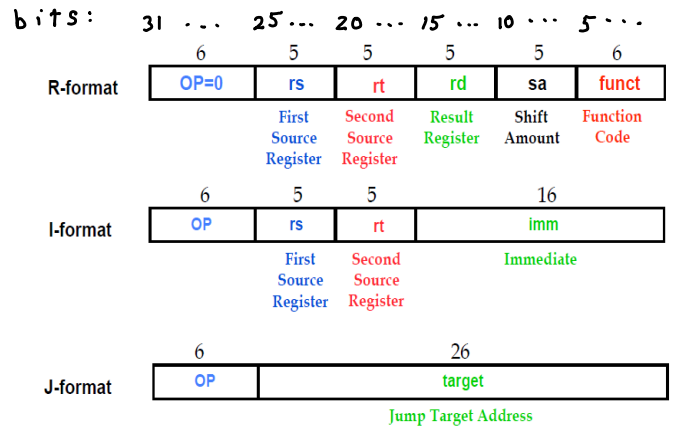 bits: 31 ... 25... 20 ... 15 ... 10 ... 5...
6 5 5 5 5 6
R-format OP=0 rs rt rd sa funct
First Source Register Second Source Register Result Register Shift Amount Function Code
6 5 5 16
I-format OP rs rt imm
First Source Register Second Source Register Immediate
6 26
J-format OP target
Jump Target Address